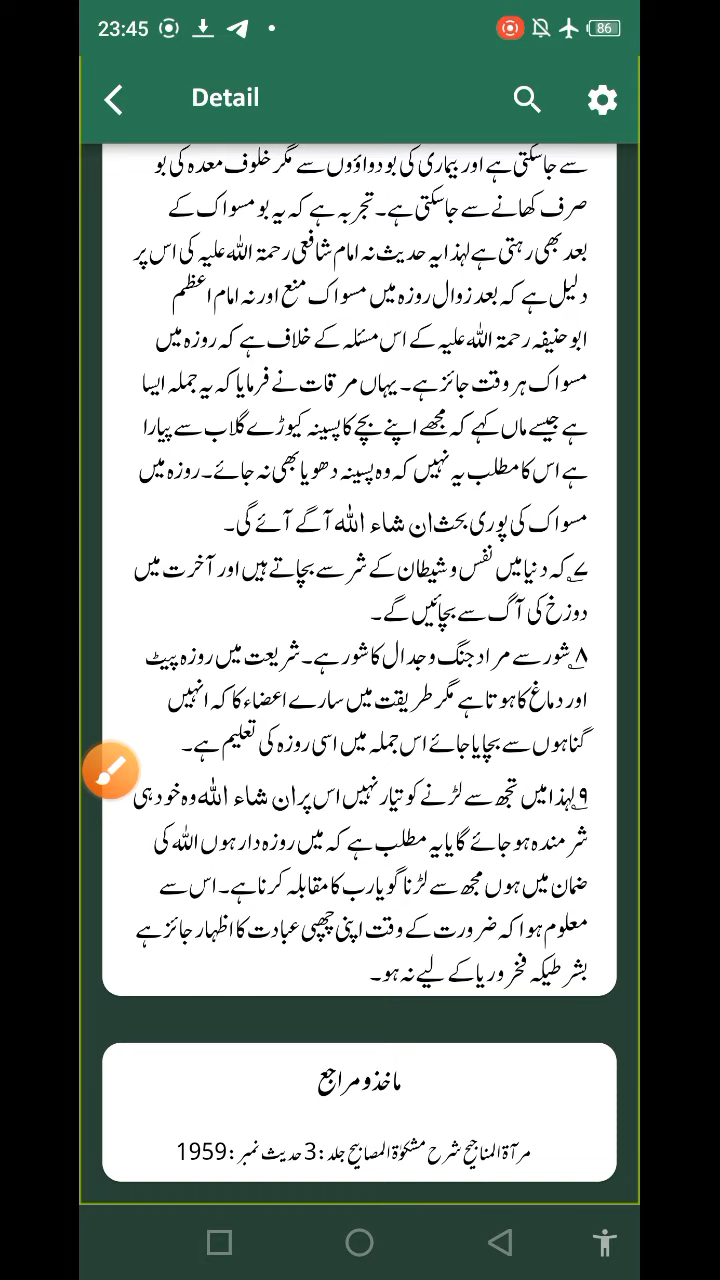 23:45
86
Detail
سے جاسکتی ہے اور بیماری کی بو دواؤوں سے مگر خلوف معدہ کی بو
صرف کھانے سے جاسکتی ہے۔ تجربہ ہے کہ یہ بو مسواک کے
بعد بھی رہتی ہے لہذا یہ حدیث نہ امام شافعی رحمۃ اللہ علیہ کی اس پر
دلیل ہے کہ بعد زوال روزہ میں مسواک منع اور نہ امام اعظم
ابو حنیفہ رحمۃ اللہ علیہ کے اس مسئلہ کے خلاف ہے کہ روزہ میں
مسواک ہر وقت جائز ہے۔ یہاں مرقات نے فرمایا کہ یہ جملہ ایسا
ہے جیسے ماں کہے کہ مجھے اپنے بچے کا پسینہ کیوڑے گلاب سے پیارا
ہے اس کا مطلب یہ نہیں کہ وہ پسینہ دھویا بھی نہ جائے۔ روزہ میں
مسواک کی پوری بحث ان شاء اللہ آگے آئے گی۔
۷؎ کہ دنیا میں نفس و شیطان کے شر سے بچاتے ہیں اور آخرت میں
دوزخ کی آگ سے بچائیں گے۔
۸؎ شور سے مراد جنگ و جدال کا شور ہے۔ شریعت میں روزہ پیٹ
اور دماغ کا ہوتا ہے مگر طریقت میں سارے اعضاء کا کہ انہیں
گناہوں سے بچایا جائے اس جملہ میں اسی روزہ کی تعلیم ہے۔
۹؎ لہذا میں تجھ سے لڑنے کو تیار نہیں اس پر ان شاء اللہ وہ خود ہی
شرمندہ ہو جائے گا یا یہ مطلب ہے کہ میں روزہ دار ہوں اللہ کی
ضمان میں ہوں مجھ سے لڑنا گویا رب کا مقابلہ کرنا ہے۔ اس سے
معلوم ہوا کہ ضرورت کے وقت اپنی چھپی عبادت کا اظہار جائز ہے
بشرطیکہ فخر و ریا کے لیے نہ ہو۔
ماخذ و مراجع
مرآۃ المناجیح شرح مشکوٰۃ المصابیح جلد :3 حدیث نمبر :1959